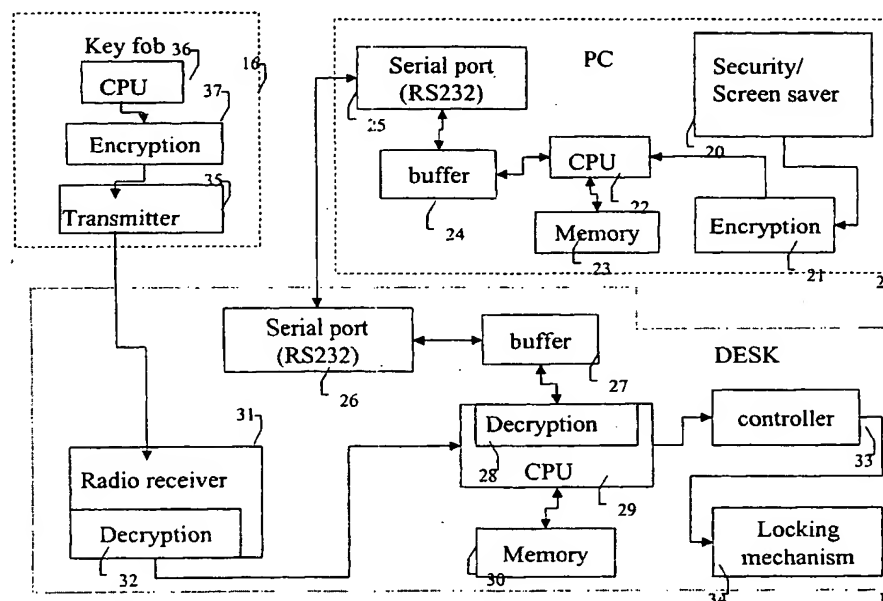 Key fob
36
16
CPU
37
Encryption
35
Transmitter
Serial port
(RS232)
25
PC
Security/
Screen saver
20
buffer
24
CPU
22
Memory
23
Encryption
21
2
Serial port
(RS232)
26
buffer
27
DESK
31
Radio receiver
Decryption
32
Decryption
28
CPU
29
Memory
30
controller
33
Locking
mechanism
34